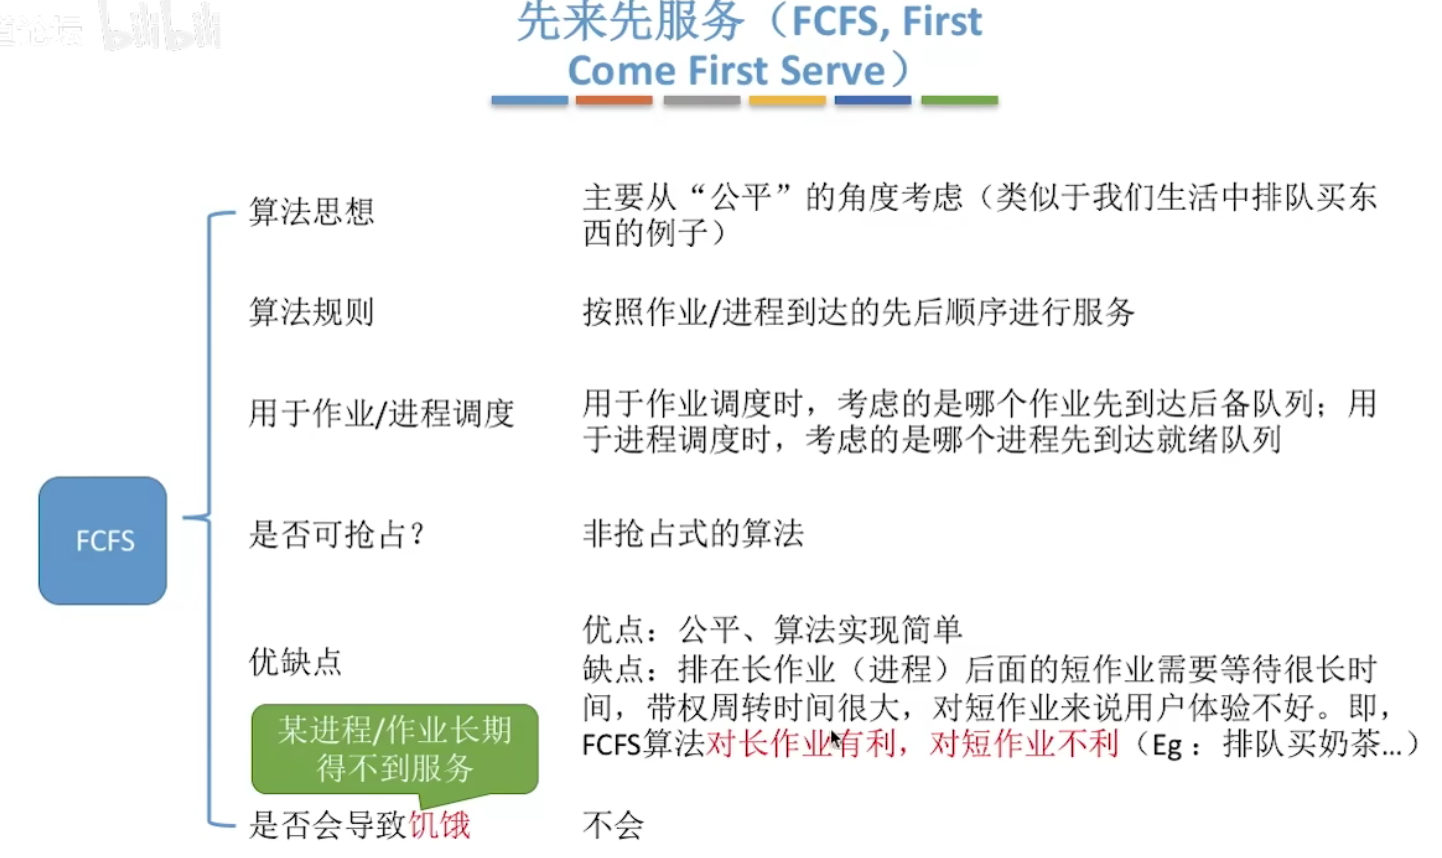 道论坛 bilibili
先来先服务（FCFS, First
Come First Serve）
算法思想
主要从“公平”的角度考虑（类似于我们生活中排队买东
西的例子）
算法规则
按照作业/进程到达的先后顺序进行服务
用于作业/进程调度
用于作业调度时，考虑的是哪个作业先到达后备队列；用
于进程调度时，考虑的是哪个进程先到达就绪队列
FCFS
是否可抢占？
非抢占式的算法
优缺点
优点：公平、算法实现简单
缺点：排在长作业（进程）后面的短作业需要等待很长时
间，带权周转时间很大，对短作业来说用户体验不好。即，
FCFS算法对长作业有利，对短作业不利（Eg：排队买奶茶...）
某进程/作业长期
得不到服务
是否会导致饥饿
不会